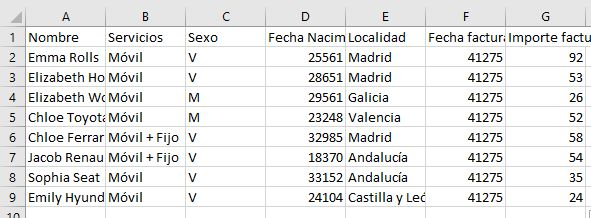 A B C D E F G
1 Nombre Servicios Sexo Fecha Nacim Localidad Fecha factura Importe factu
2 Emma Rolls Móvil V 25561 Madrid 41275 92
3 Elizabeth Ho Móvil V 28651 Madrid 41275 53
4 Elizabeth Wo Móvil M 29561 Galicia 41275 26
5 Chloe Toyota Móvil M 23248 Valencia 41275 52
6 Chloe Ferrar Móvil + Fijo V 32985 Madrid 41275 58
7 Jacob Renau Móvil + Fijo V 18370 Andalucía 41275 54
8 Sophia Seat Móvil V 33152 Andalucía 41275 35
9 Emily Hyund Móvil V 24104 Castilla y Leó 41275 24
10